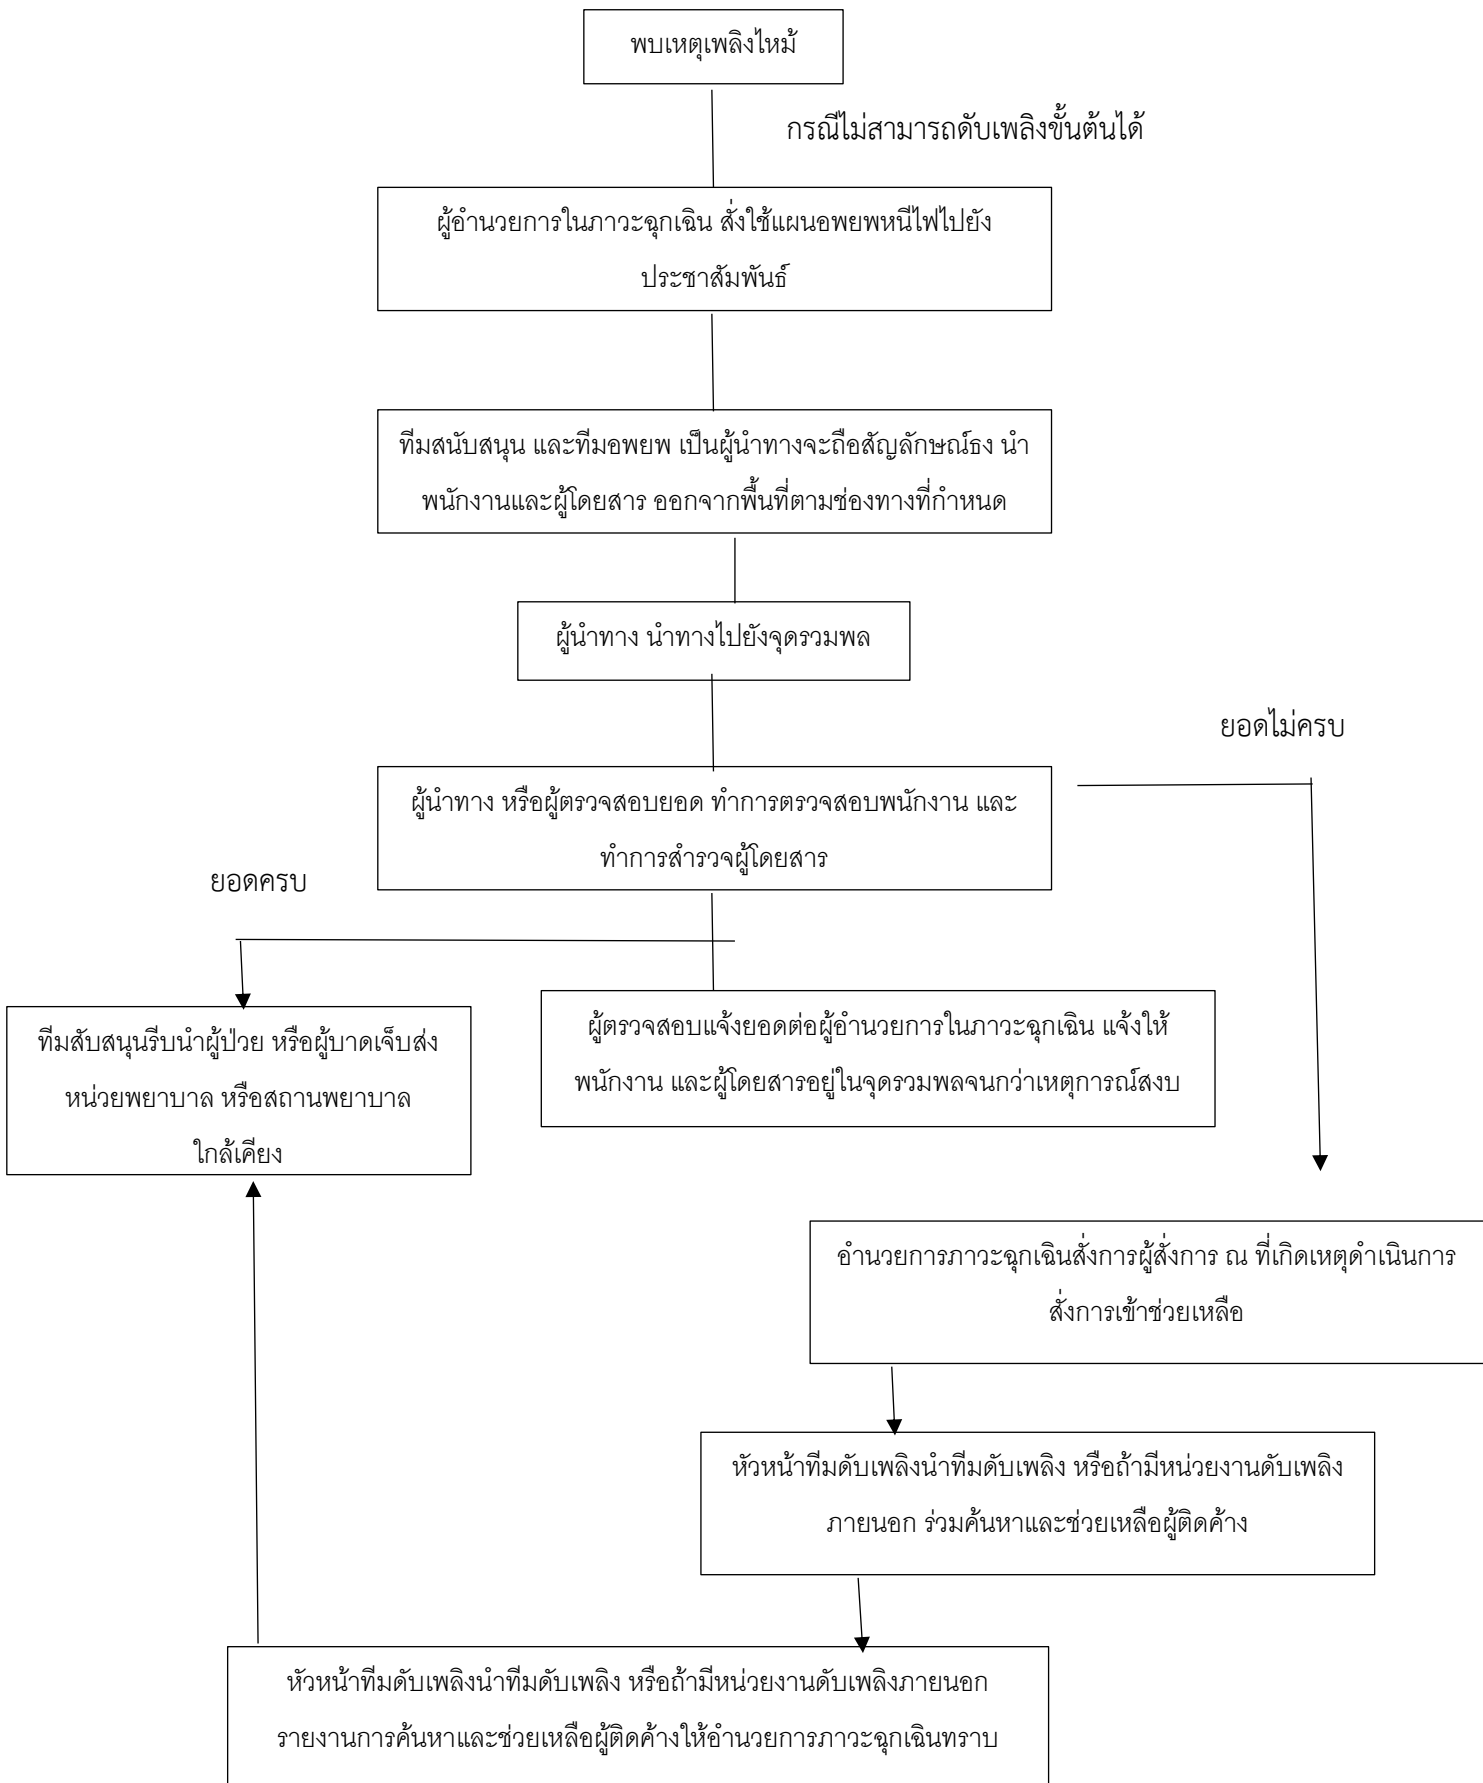 พบเหตุเพลิงไหม้
กรณีไม่สามารถดับเพลิงขั้นต้นได้
ผู้อำนวยการในภาวะฉุกเฉิน สั่งใช้แผนอพยพหนีไฟไปยัง
ประชาสัมพันธ์
ทีมสนับสนุน และทีมอพยพ เป็นผู้นำทางจะถือสัญลักษณ์ธง นำ
พนักงานและผู้โดยสาร ออกจากพื้นที่ตามช่องทางที่กำหนด
ผู้นำทาง นำทางไปยังจุดรวมพล
ยอดไม่ครบ
ผู้นำทาง หรือผู้ตรวจสอบยอด ทำการตรวจสอบพนักงาน และ
ทำการสำรวจผู้โดยสาร
ยอดครบ
ทีมสับสนุนรีบนำผู้ป่วย หรือผู้บาดเจ็บส่ง
หน่วยพยาบาล หรือสถานพยาบาล
ใกล้เคียง
ผู้ตรวจสอบแจ้งยอดต่อผู้อำนวยการในภาวะฉุกเฉิน แจ้งให้
พนักงาน และผู้โดยสารอยู่ในจุดรวมพลจนกว่าเหตุการณ์สงบ
อำนวยการภาวะฉุกเฉินสั่งการผู้สั่งการ ณ ที่เกิดเหตุดำเนินการ
สั่งการเข้าช่วยเหลือ
หัวหน้าทีมดับเพลิงนำทีมดับเพลิง หรือถ้ามีหน่วยงานดับเพลิง
ภายนอก ร่วมค้นหาและช่วยเหลือผู้ติดค้าง
หัวหน้าทีมดับเพลิงนำทีมดับเพลิง หรือถ้ามีหน่วยงานดับเพลิงภายนอก
รายงานการค้นหาและช่วยเหลือผู้ติดค้างให้อำนวยการภาวะฉุกเฉินทราบ